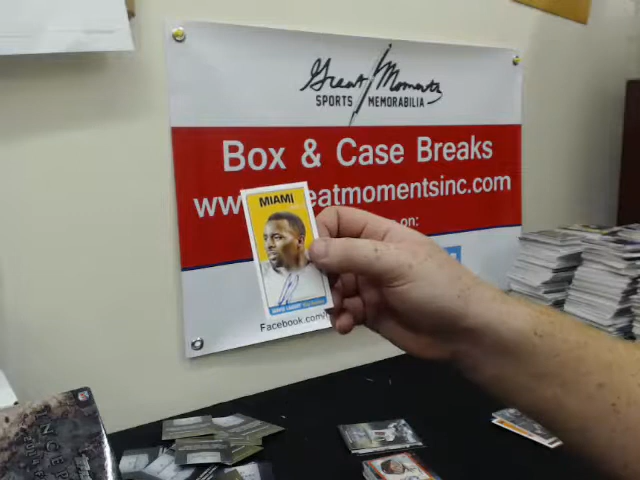 Great Moments
SPORTS MEMORABILIA
Box & Case Breaks
www. eatmomentsinc.com
on:
MIAMI
Facebook.com/